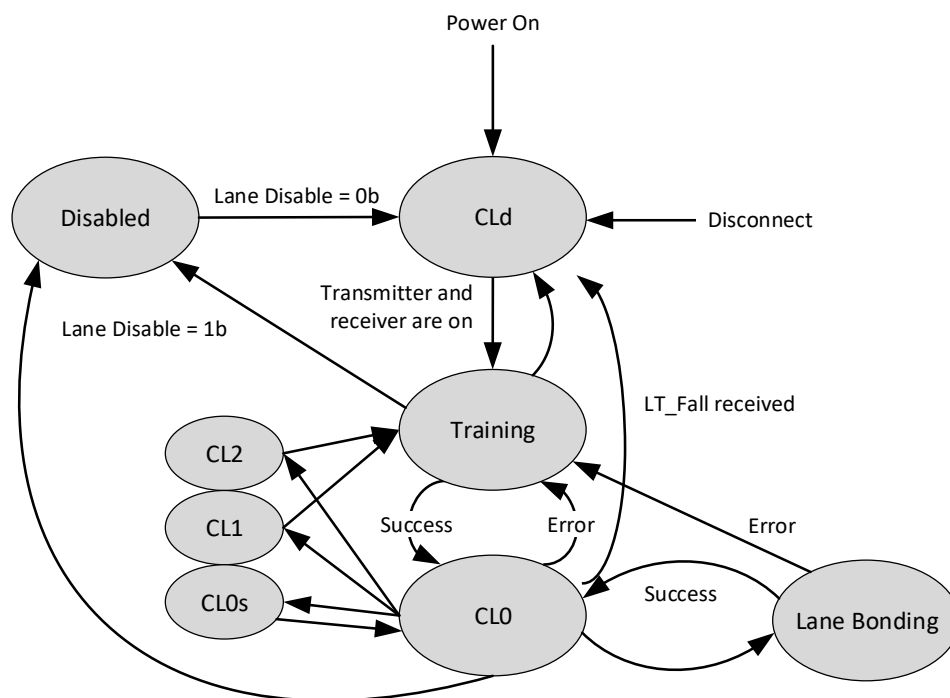 Power On
Disabled
Lane Disable = 0b
CLd
Disconnect
Transmitter and
receiver are on
Lane Disable = 1b
LT_Fall received
Training
CL2
CL1
Success
Error
Error
CL0s
CL0
Success
Lane Bonding